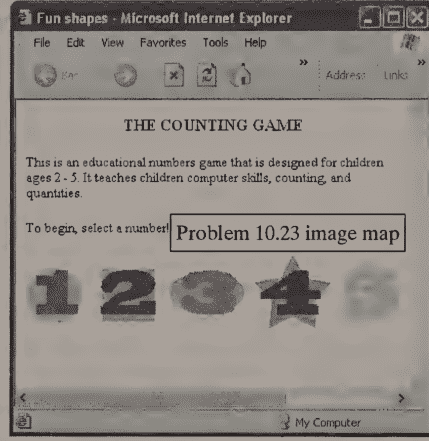 Fun shapes - Microsoft Internet Explorer
File Edit View Favorites Tools Help
Address Links
THE COUNTING GAME
This is an educational numbers game that is designed for children
ages 2 - 5. It teaches children computer skills, counting, and
quantities.
To begin, select a number!
Problem 10.23 image map
1 2 3 4 5
My Computer